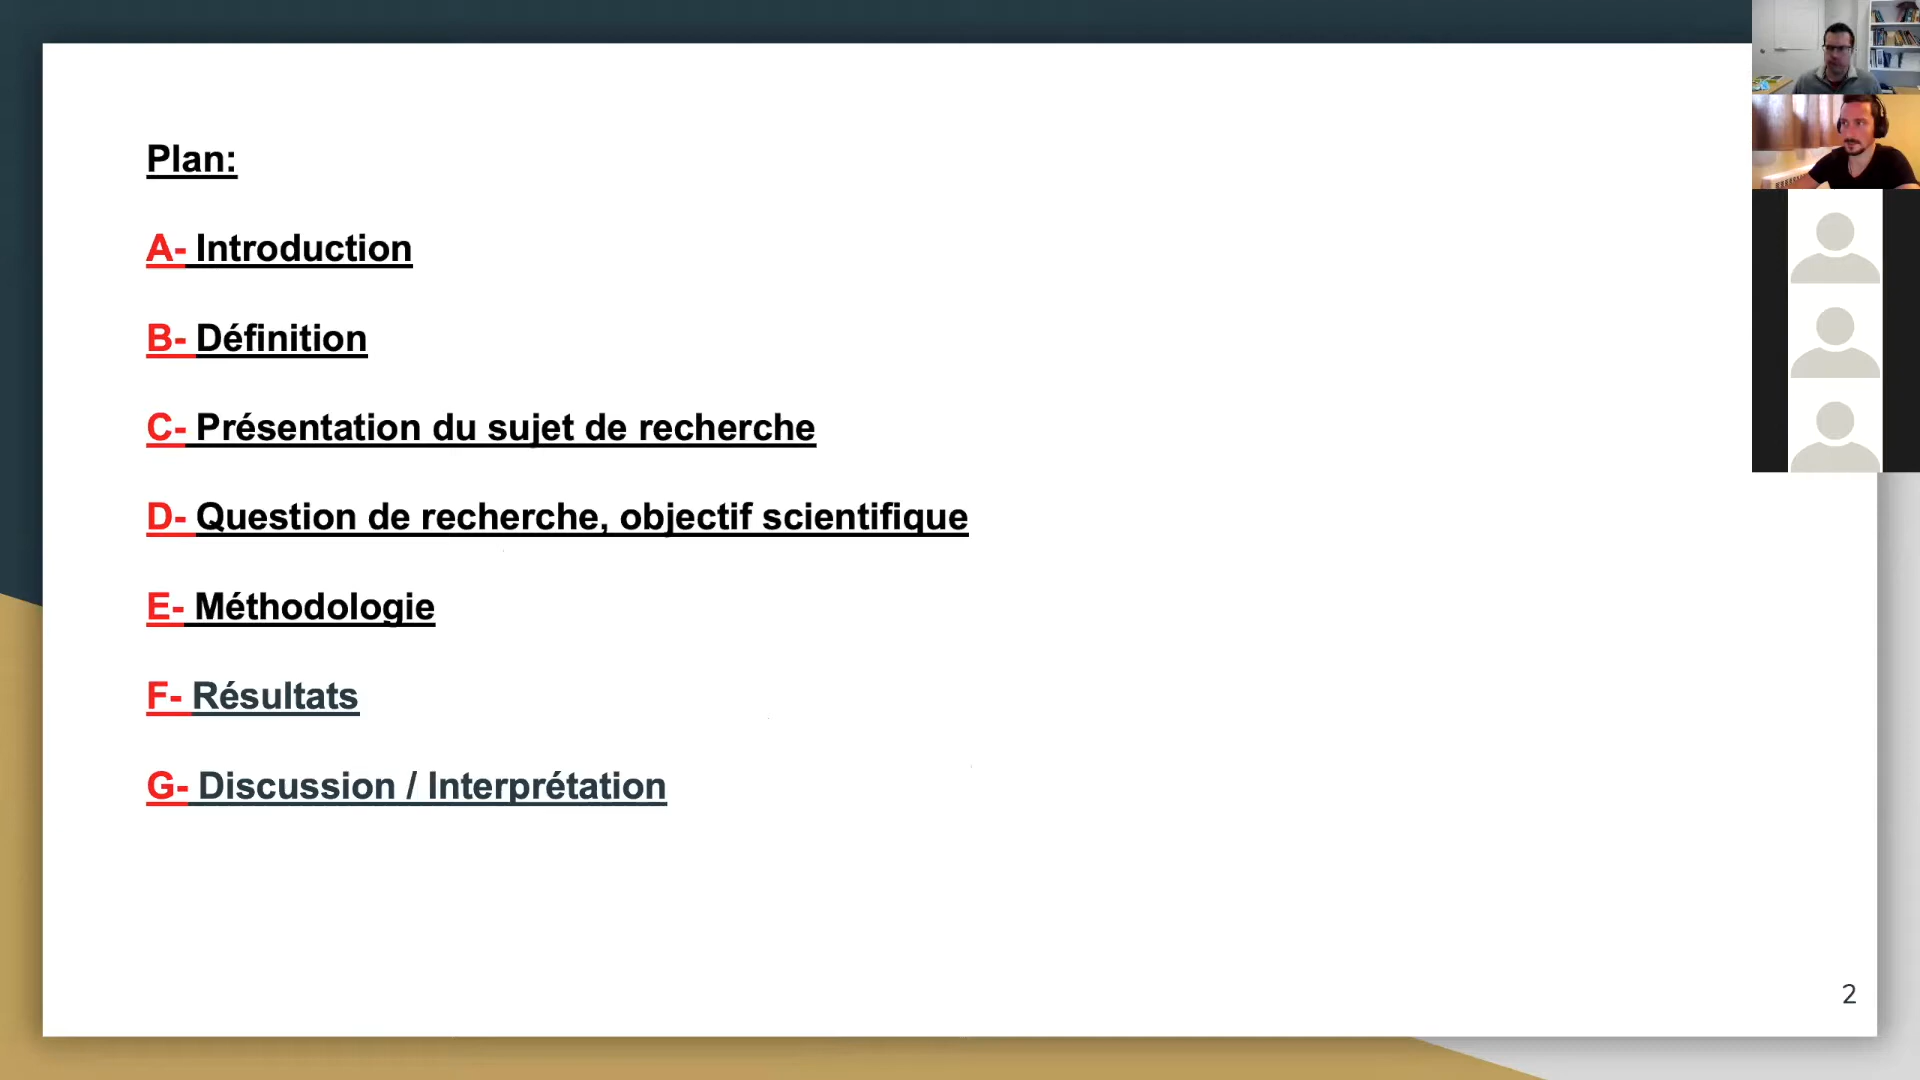 Plan:
A- Introduction
B- Définition
C- Présentation du sujet de recherche
D- Question de recherche, objectif scientifique
E- Méthodologie
F- Résultats
G- Discussion / Interprétation
2